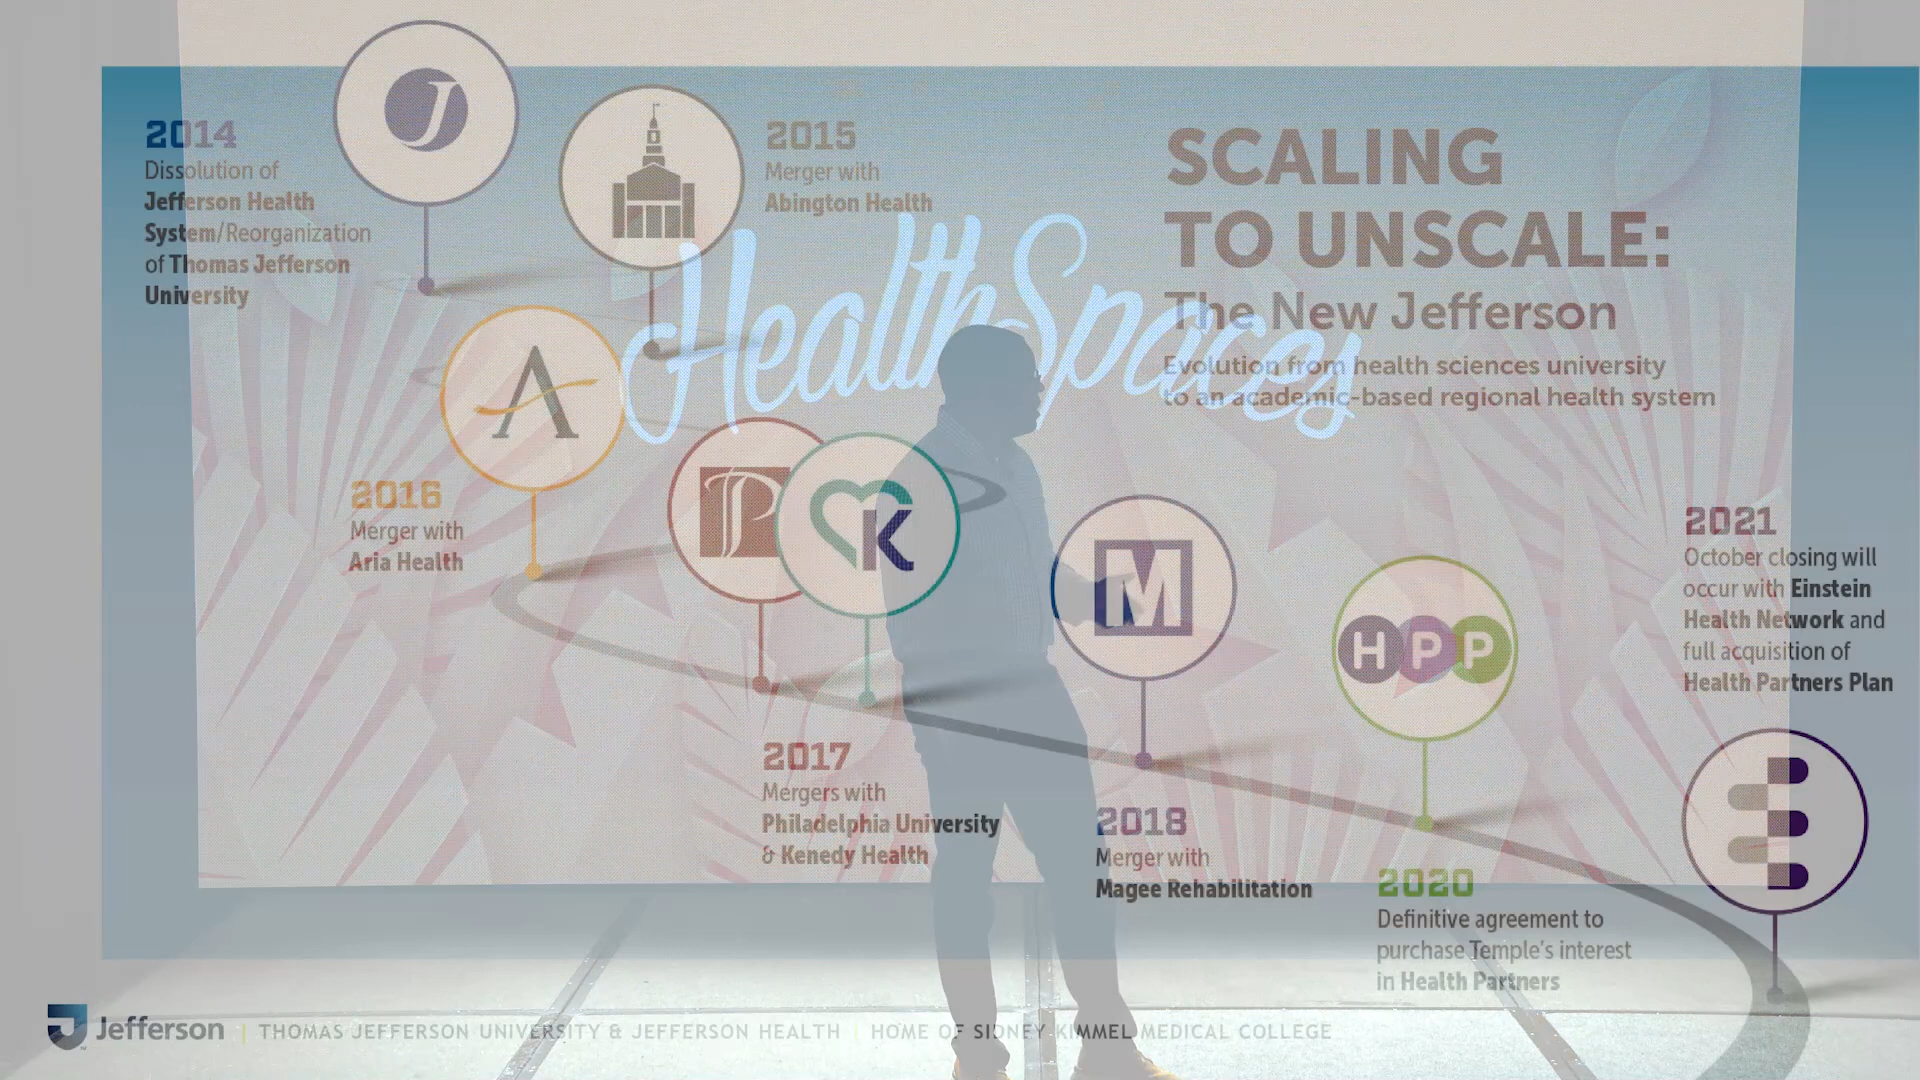 2014
Dissolution of
Jefferson Health
System/Reorganization
of Thomas Jefferson
University
J
2015
Merger with
Abington Health
SCALING
TO UNSCALE:
The New Jefferson
Evolution from health sciences university
to an academic-based regional health system
HealthSpaces
A
2016
Merger with
Aria Health
P
K
2017
Mergers with
Philadelphia University
& Kenedy Health
M
2018
Merger with
Magee Rehabilitation
HPP
2020
Definitive agreement to
purchase Temple's interest
in Health Partners
2021
October closing will
occur with Einstein
Health Network and
full acquisition of
Health Partners Plan
Jefferson | THOMAS JEFFERSON UNIVERSITY & JEFFERSON HEALTH | HOME OF SIDNEY KIMMEL MEDICAL COLLEGE